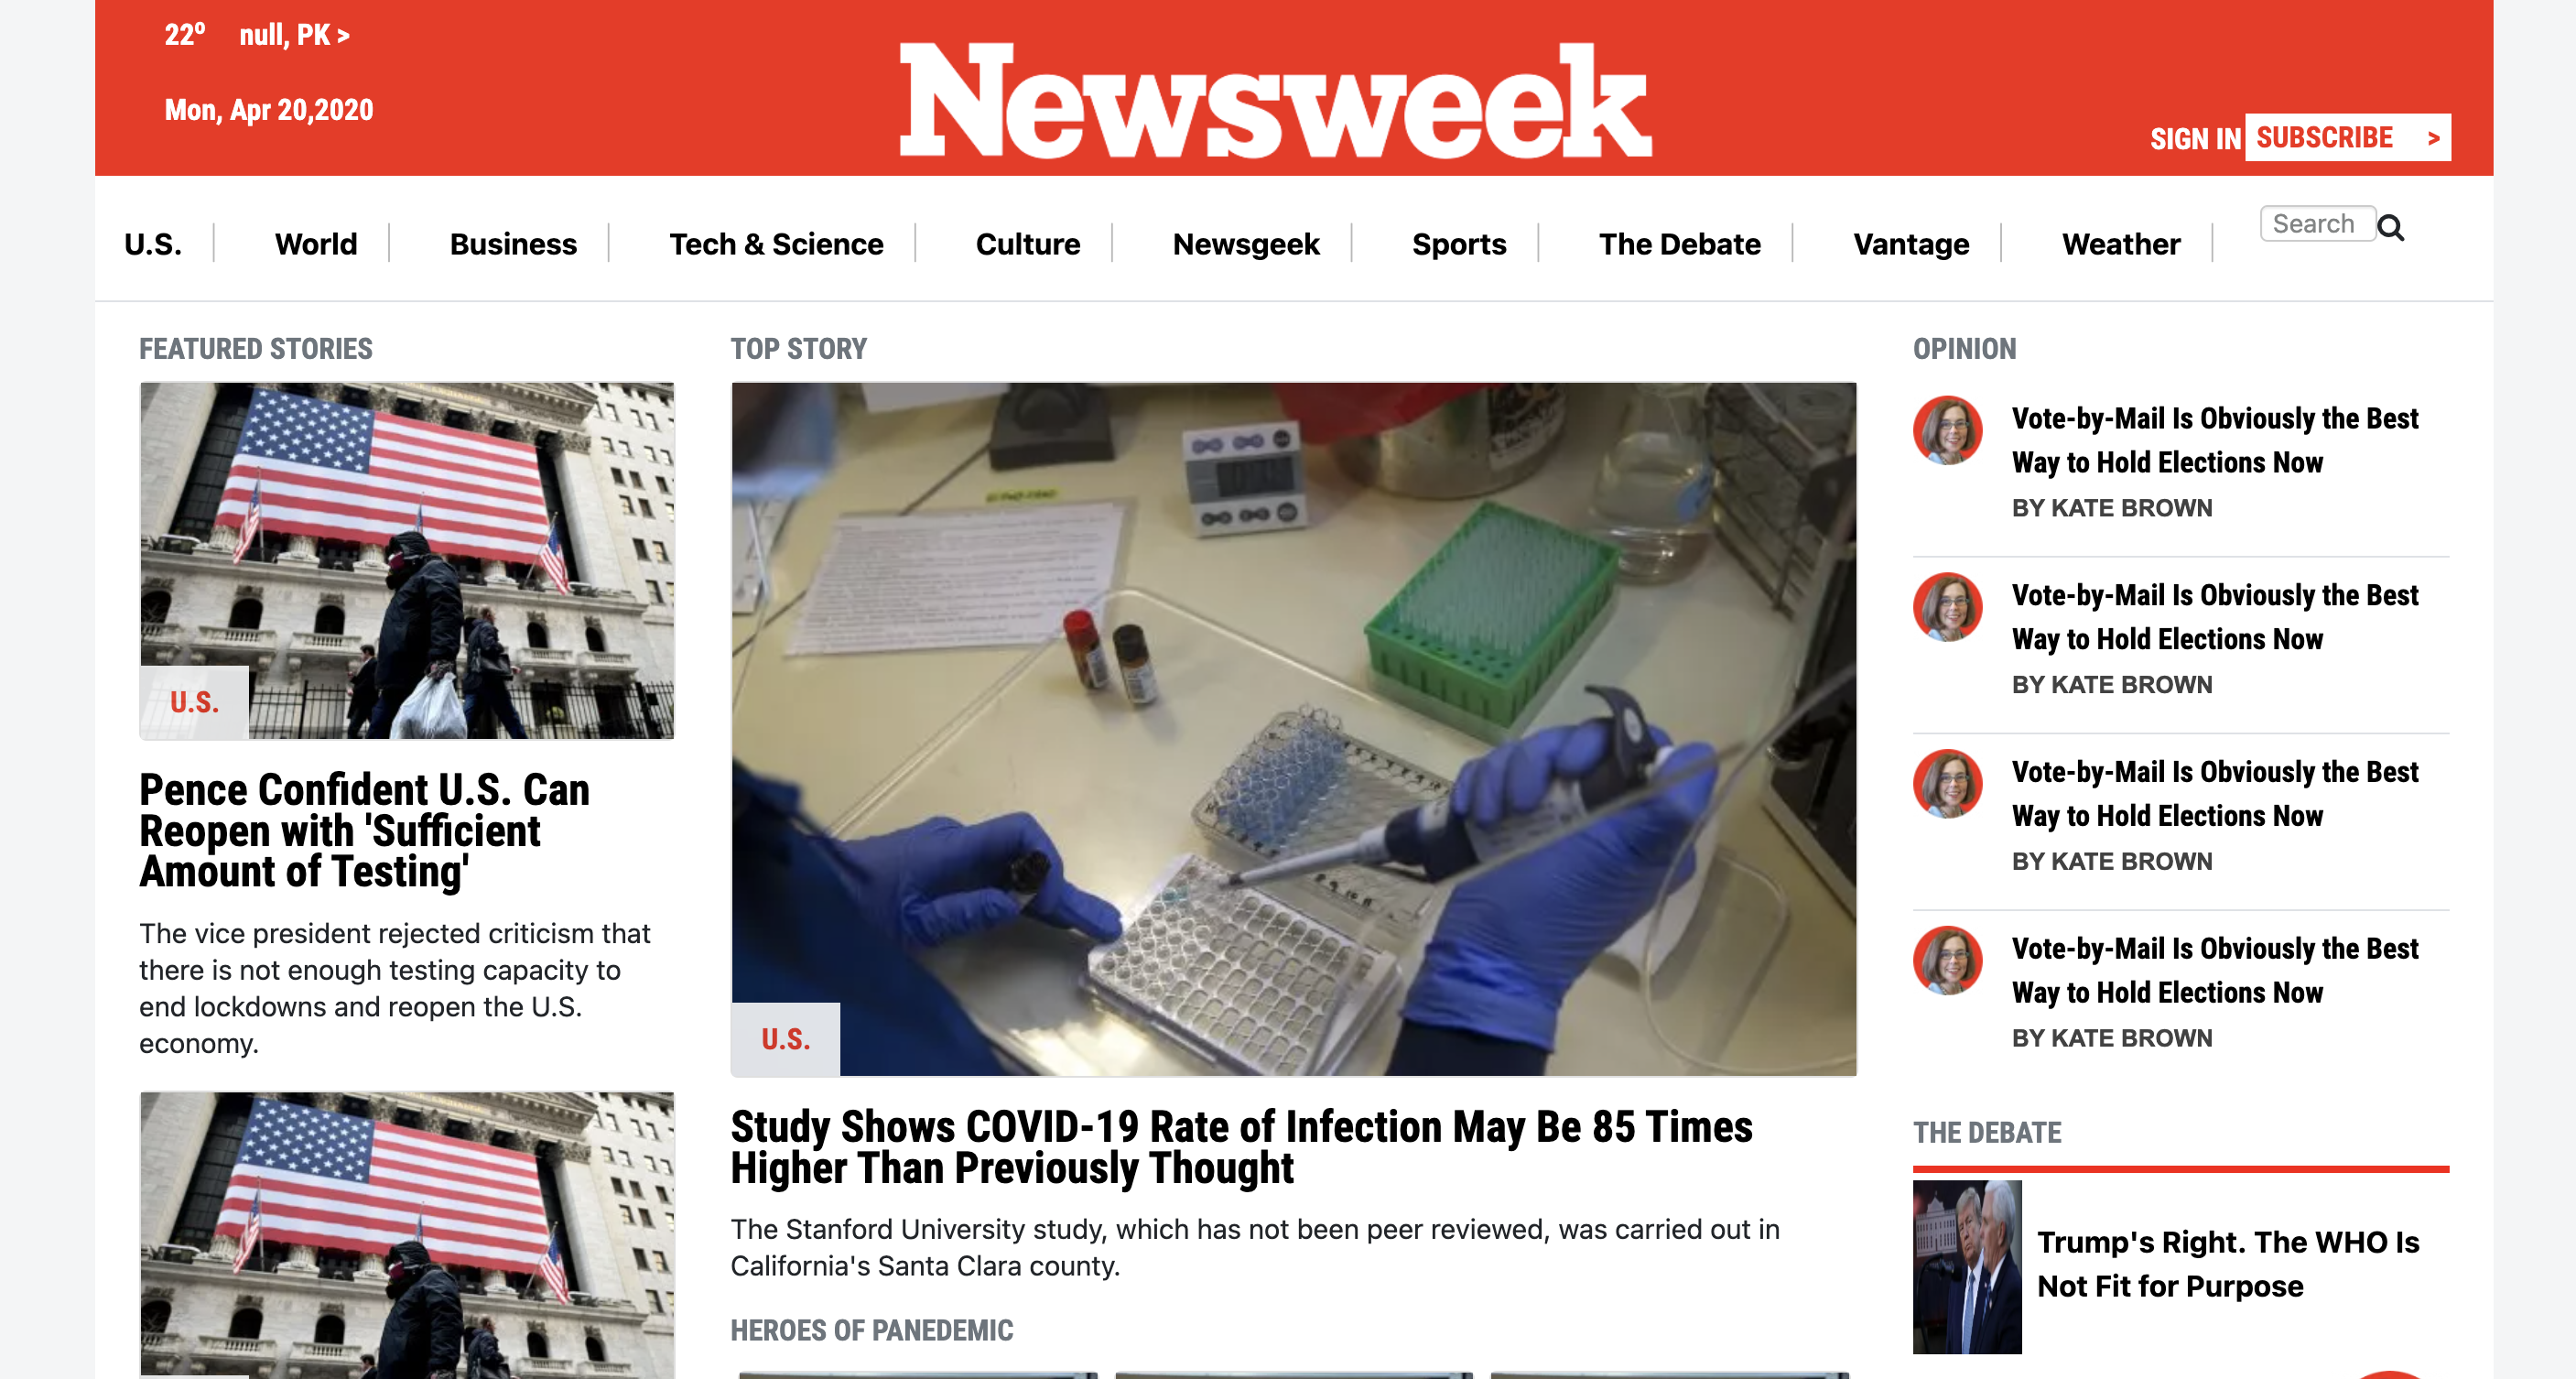 22º null, PK >
Mon, Apr 20,2020
Newsweek
SIGN IN SUBSCRIBE >
U.S. World Business Tech & Science Culture Newsgeek Sports The Debate Vantage Weather Search
FEATURED STORIES
U.S.
Pence Confident U.S. Can
Reopen with 'Sufficient
Amount of Testing'
The vice president rejected criticism that
there is not enough testing capacity to
end lockdowns and reopen the U.S.
economy.
TOP STORY
U.S.
Study Shows COVID-19 Rate of Infection May Be 85 Times
Higher Than Previously Thought
The Stanford University study, which has not been peer reviewed, was carried out in
California's Santa Clara county.
HEROES OF PANEDEMIC
OPINION
Vote-by-Mail Is Obviously the Best
Way to Hold Elections Now
BY KATE BROWN
Vote-by-Mail Is Obviously the Best
Way to Hold Elections Now
BY KATE BROWN
Vote-by-Mail Is Obviously the Best
Way to Hold Elections Now
BY KATE BROWN
Vote-by-Mail Is Obviously the Best
Way to Hold Elections Now
BY KATE BROWN
THE DEBATE
Trump's Right. The WHO Is
Not Fit for Purpose